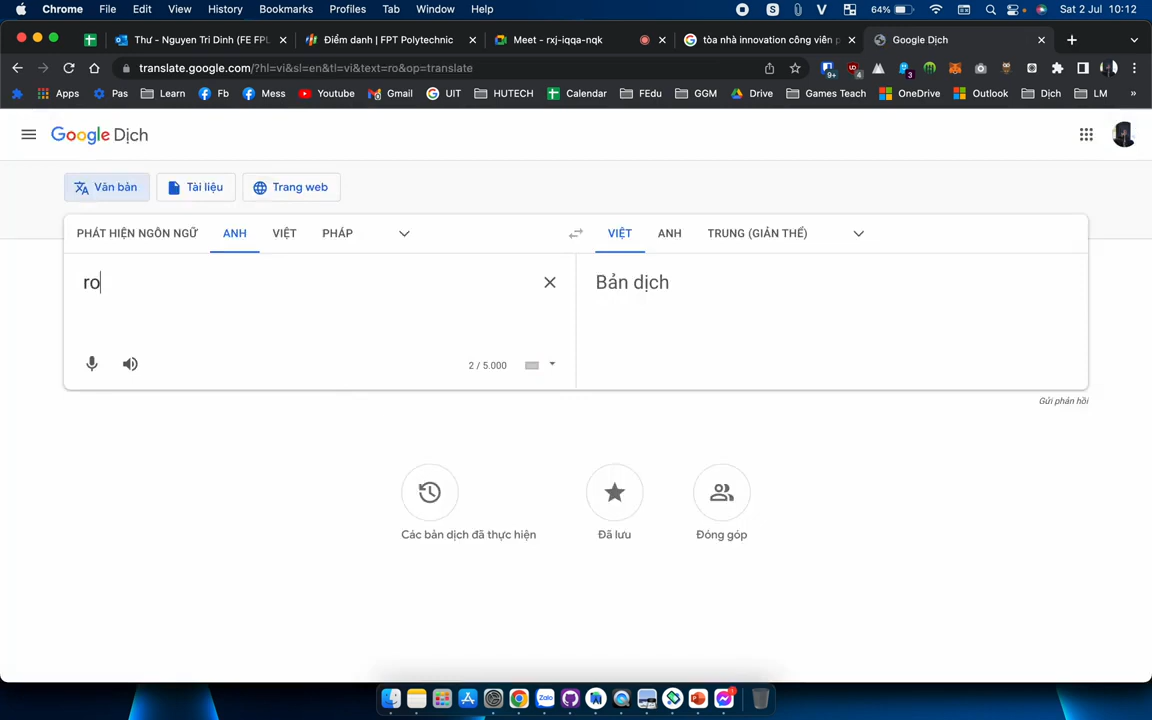 Chrome File Edit View History Bookmarks Profiles Tab Window Help 64% Sat 2 Jul 10:12
Thư - Nguyen Tri Dinh (FE FPL
Điểm danh | FPT Polytechnic
Meet - rxj-iqqa-nqk
tòa nhà innovation công viên p
Google Dịch
translate.google.com/?hl=vi&sl=en&tl=vi&text=ro&op=translate
4
3
Apps Pas Learn Fb Mess Youtube Gmail UIT HUTECH Calendar FEdu GGM Drive Games Teach OneDrive Outlook Dịch LM »
Google Dịch
Văn bản Tài liệu Trang web
PHÁT HIỆN NGÔN NGỮ ANH VIỆT PHÁP VIỆT ANH TRUNG (GIẢN THỂ)
ro
Bản dịch
2 / 5.000
Gửi phản hồi
Các bản dịch đã thực hiện Đã lưu Đóng góp
Zalo